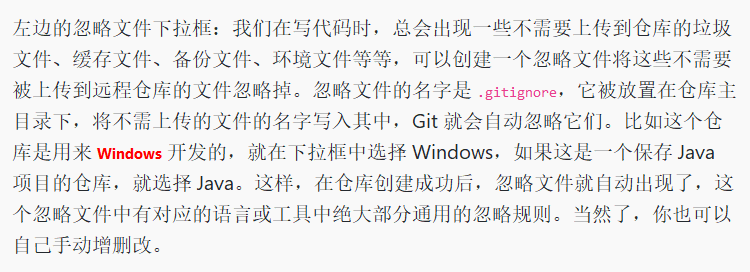 左边的忽略文件下拉框：我们在写代码时，总会出现一些不需要上传到仓库的垃圾
文件、缓存文件、备份文件、环境文件等等，可以创建一个忽略文件将这些不需要
被上传到远程仓库的文件忽略掉。忽略文件的名字是 .gitignore，它被放置在仓库主
目录下，将不需上传的文件的名字写入其中，Git 就会自动忽略它们。比如这个仓
库是用来 Windows 开发的，就在下拉框中选择 Windows，如果这是一个保存 Java
项目的仓库，就选择 Java。这样，在仓库创建成功后，忽略文件就自动出现了，这
个忽略文件中有对应的语言或工具中绝大部分通用的忽略规则。当然了，你也可以
自己手动增删改。